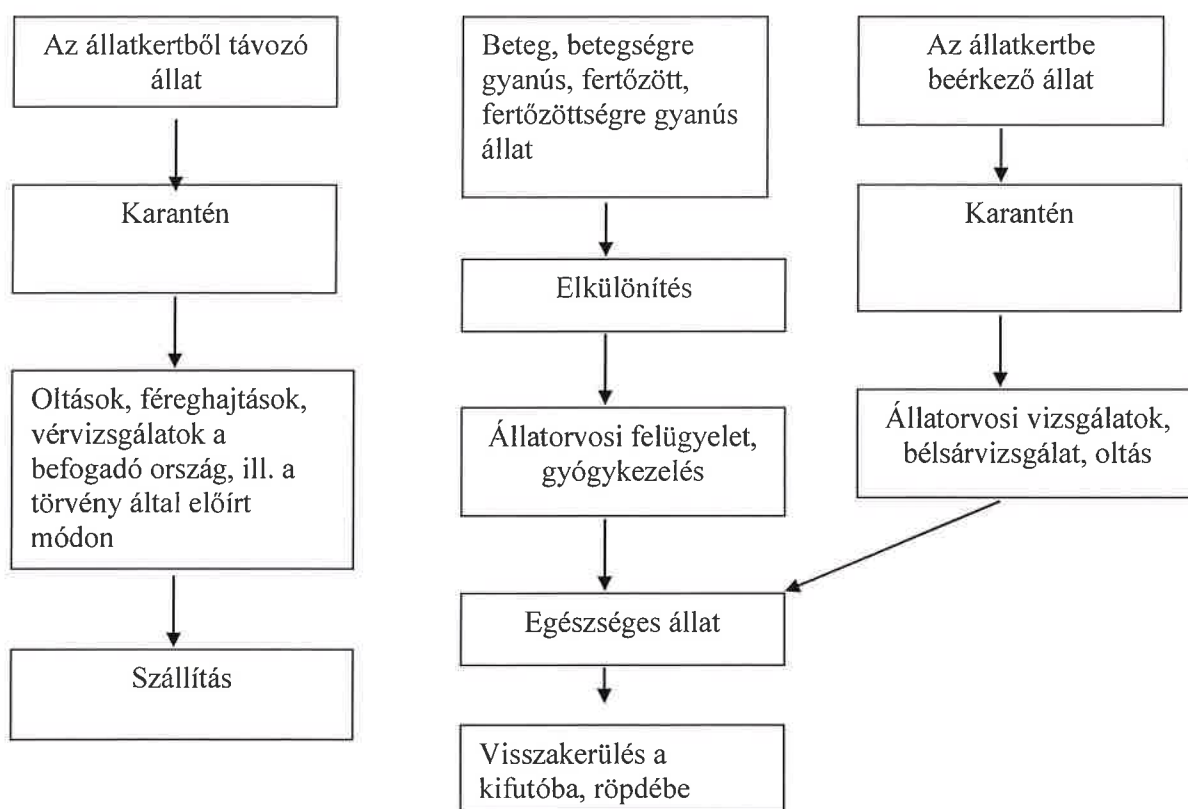 Az állatkertből távozó
állat
Karantén
Oltások, féreghajtások,
vérvizsgálatok a
befogadó ország, ill. a
törvény által előírt
módon
Szállítás
Beteg, betegségre
gyanús, fertőzött,
fertőzöttségre gyanús
állat
Elkülönítés
Állatorvosi felügyelet,
gyógykezelés
Egészséges állat
Visszakerülés a
kifutóba, röpdébe
Az állatkertbe
beérkező állat
Karantén
Állatorvosi vizsgálatok,
bélsárvizsgálat, oltás